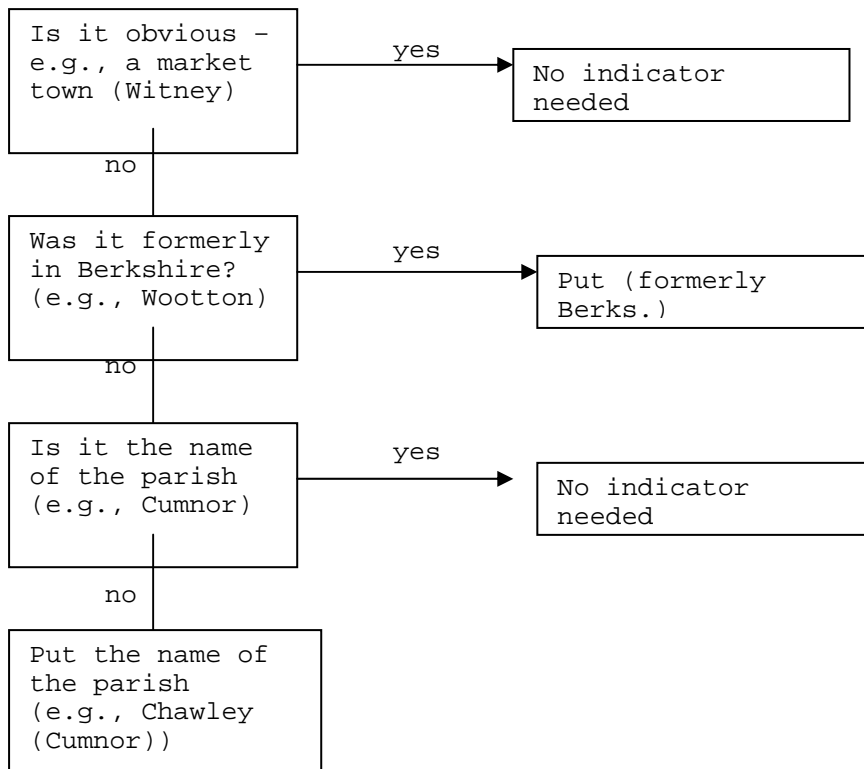 Is it obvious –
e.g., a market
town (Witney)
yes
No indicator
needed
no
Was it formerly
in Berkshire?
(e.g., Wootton)
yes
Put (formerly
Berks.)
no
Is it the name
of the parish
(e.g., Cumnor)
yes
No indicator
needed
no
Put the name of
the parish
(e.g., Chawley
(Cumnor))